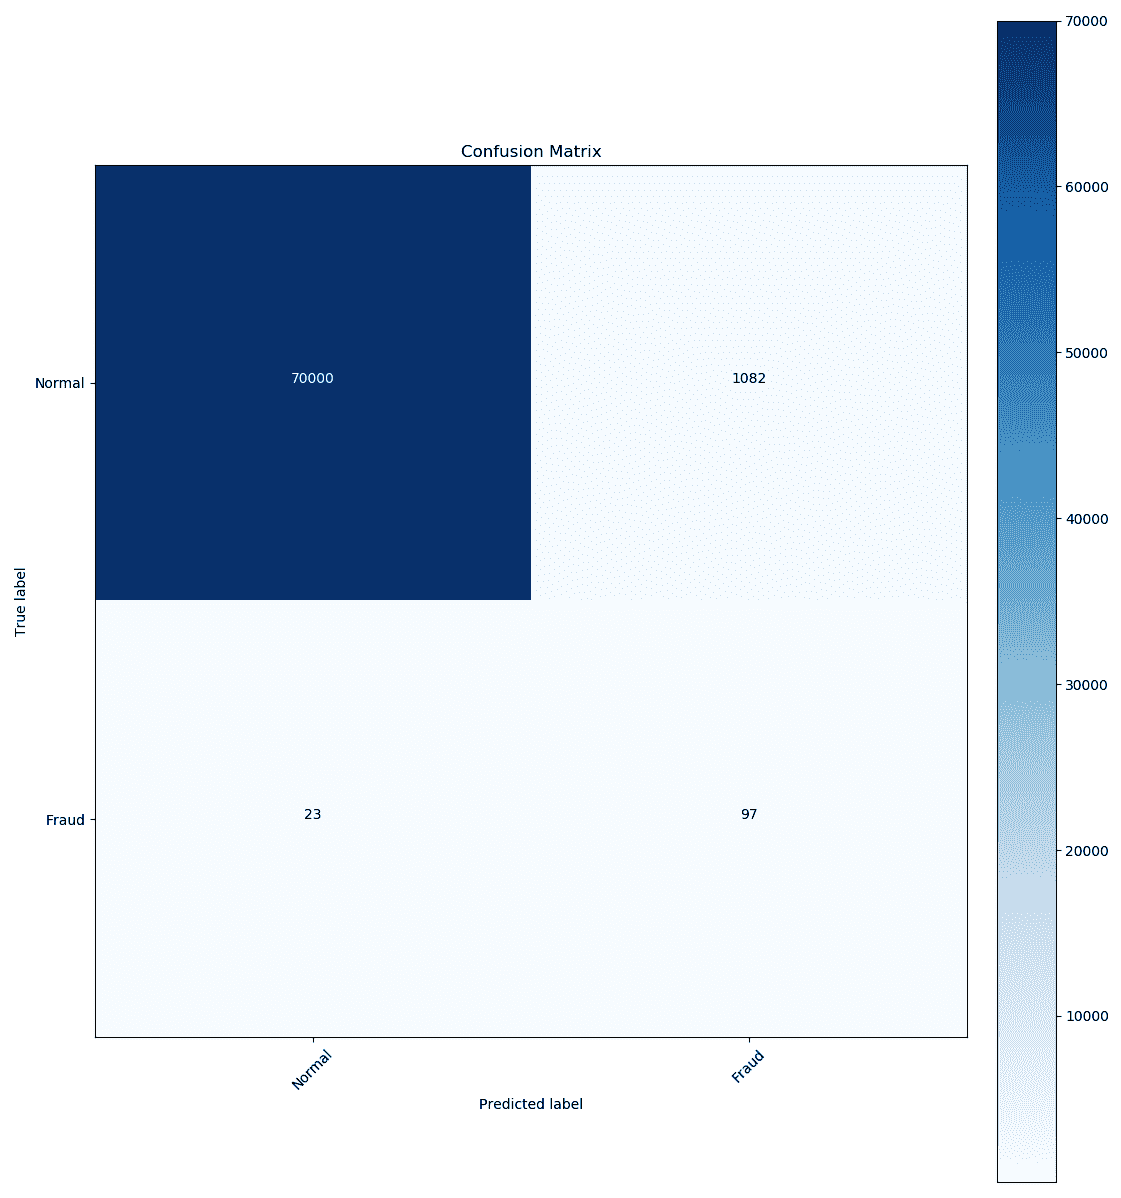 Confusion Matrix
70000
60000
50000
40000
30000
20000
10000
Normal
70000
1082
True label
Fraud
23
97
Normal
Fraud
Predicted label